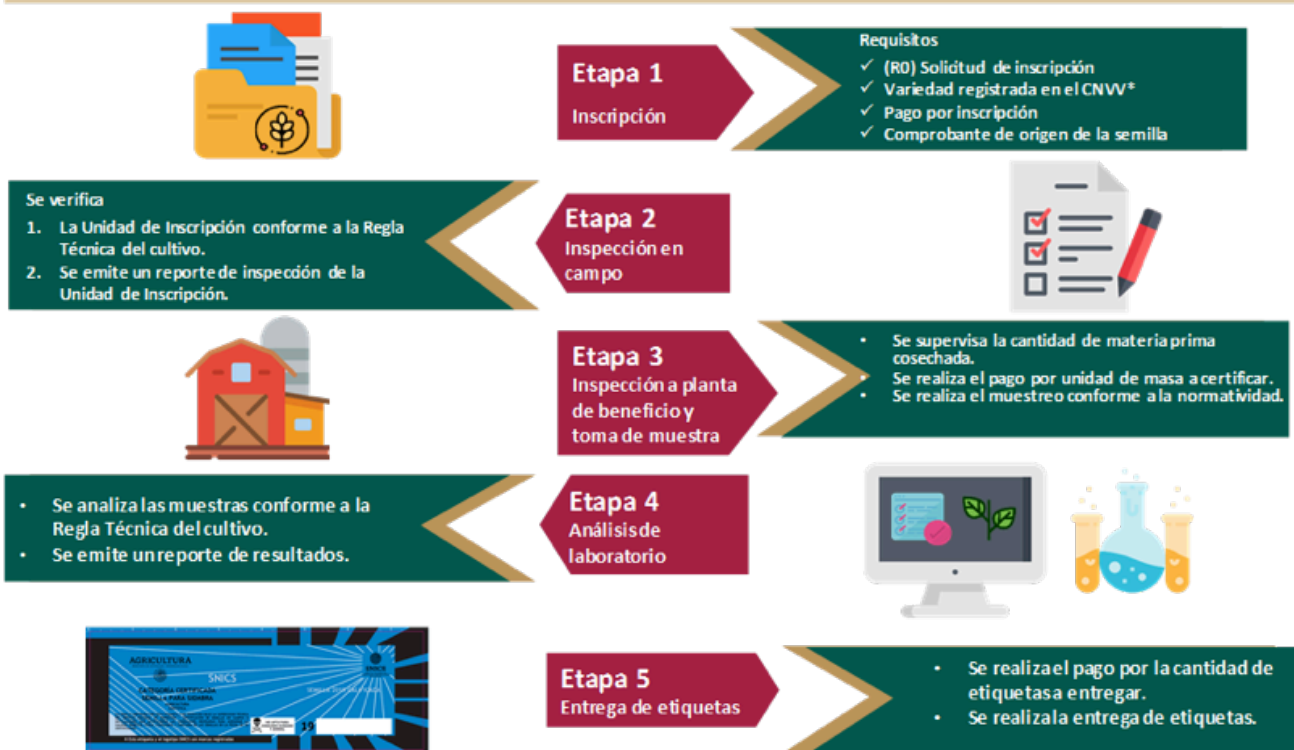 Etapa 1
Inscripción
Requisitos
✓ (R0) Solicitud de inscripción
✓ Variedad registrada en el CNVV*
✓ Pago por inscripción
✓ Comprobante de origen de la semilla
Se verifica
1. La Unidad de Inscripción conforme a la Regla
Técnica del cultivo.
2. Se emite un reporte de inspección de la
Unidad de Inscripción.
Etapa 2
Inspección en
campo
Etapa 3
Inspección a planta
de beneficio y
toma de muestra
• Se supervisa la cantidad de materia prima
cosechada.
• Se realiza el pago por unidad de masa a certificar.
• Se realiza el muestreo conforme a la normatividad.
• Se analiza las muestras conforme a la
Regla Técnica del cultivo.
• Se emite un reporte de resultados.
Etapa 4
Análisis de
laboratorio
AGRICULTURA
SNICS
SNICS
CATEGORÍA CERTIFICADA
SEMILLA PARA SIEMBRA
19
Etapa 5
Entrega de etiquetas
• Se realiza el pago por la cantidad de
etiquetas a entregar.
• Se realiza la entrega de etiquetas.